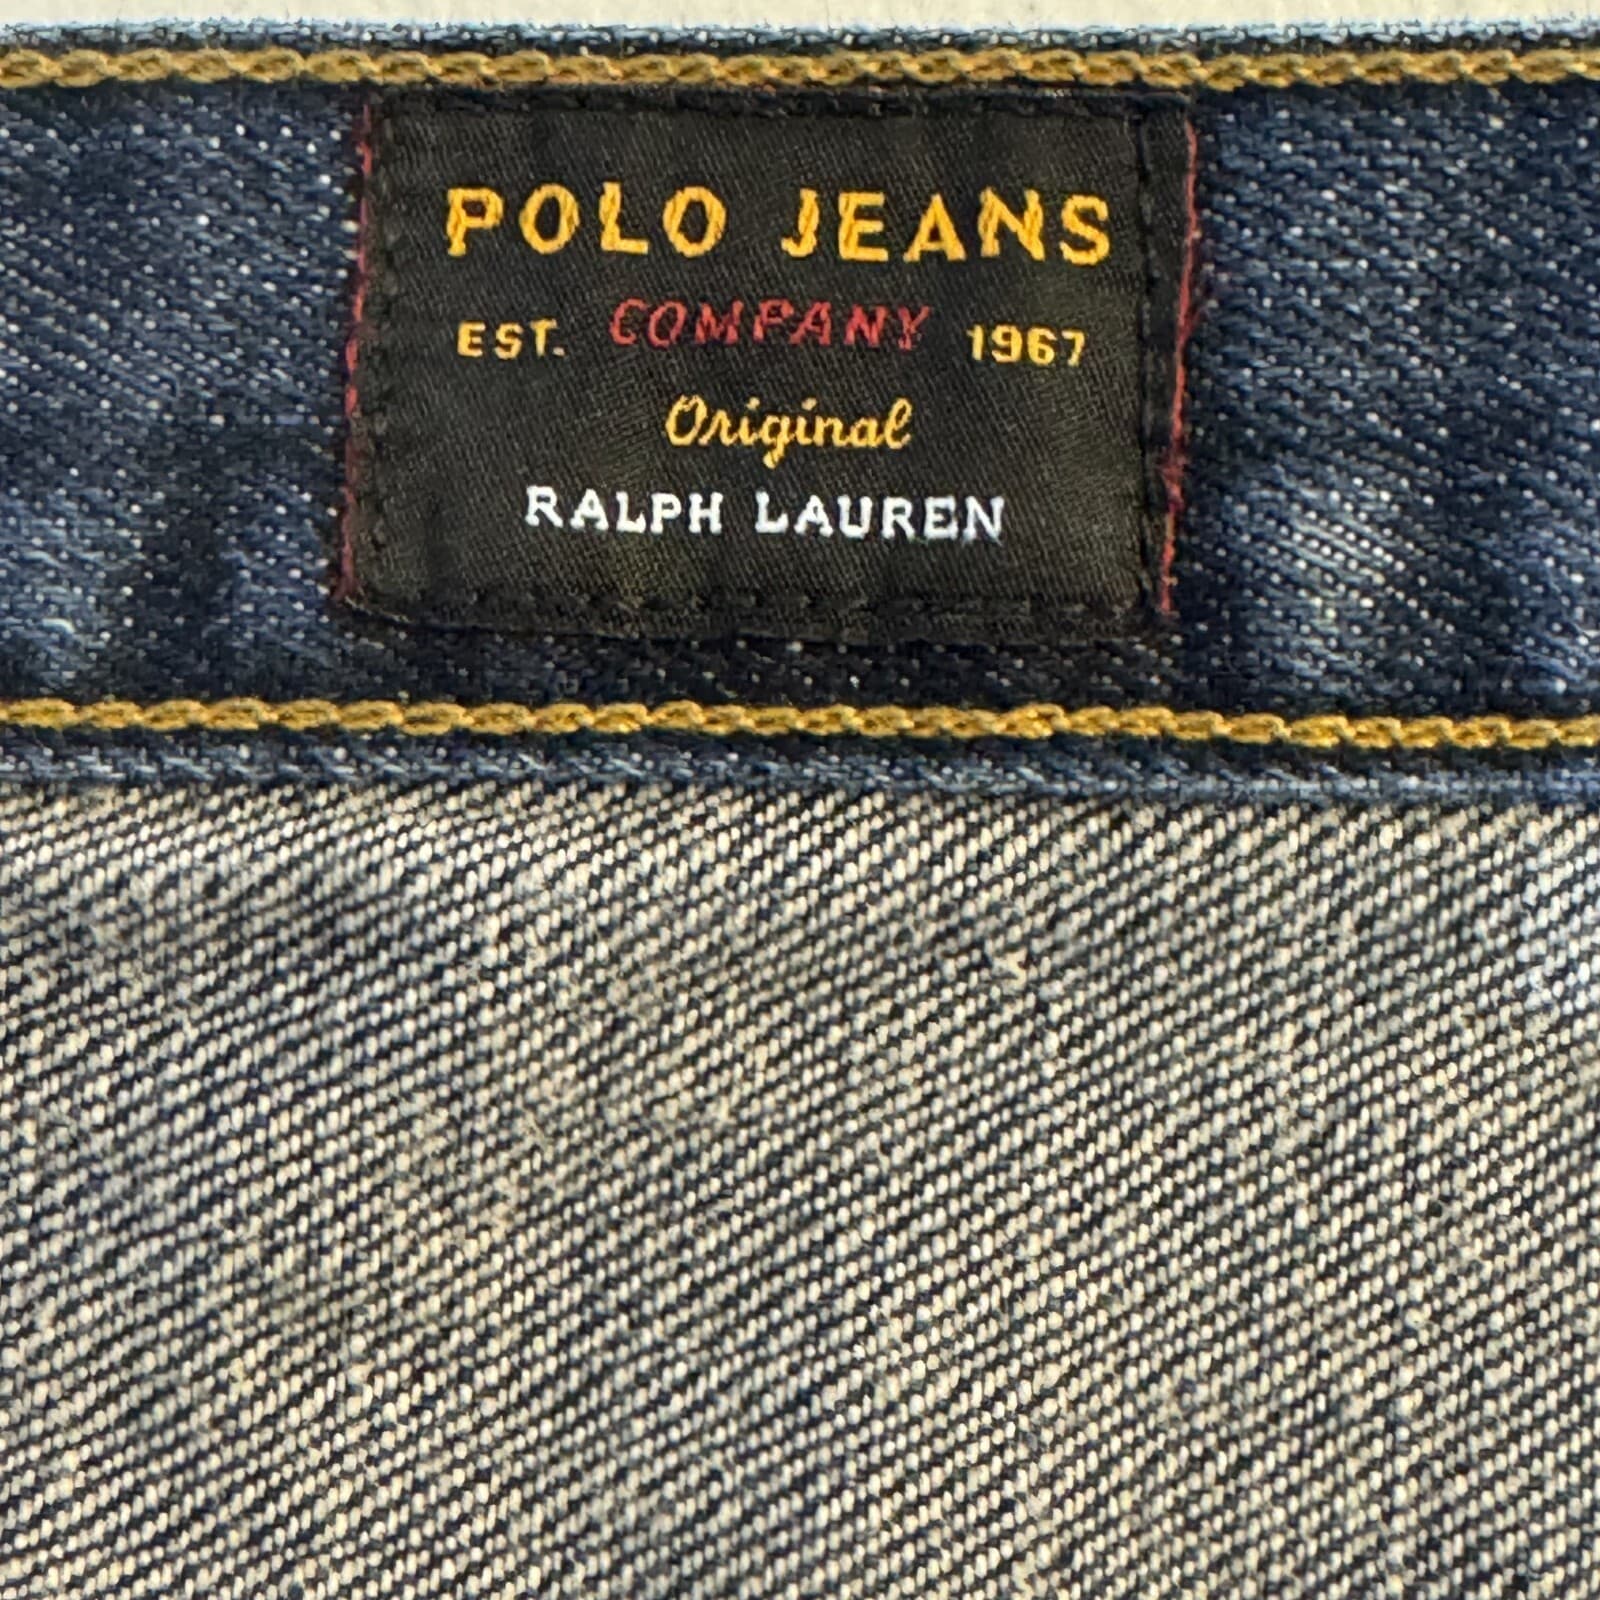 POLO JEANS
EST. COMPANY 1967
Original
RALPH LAUREN